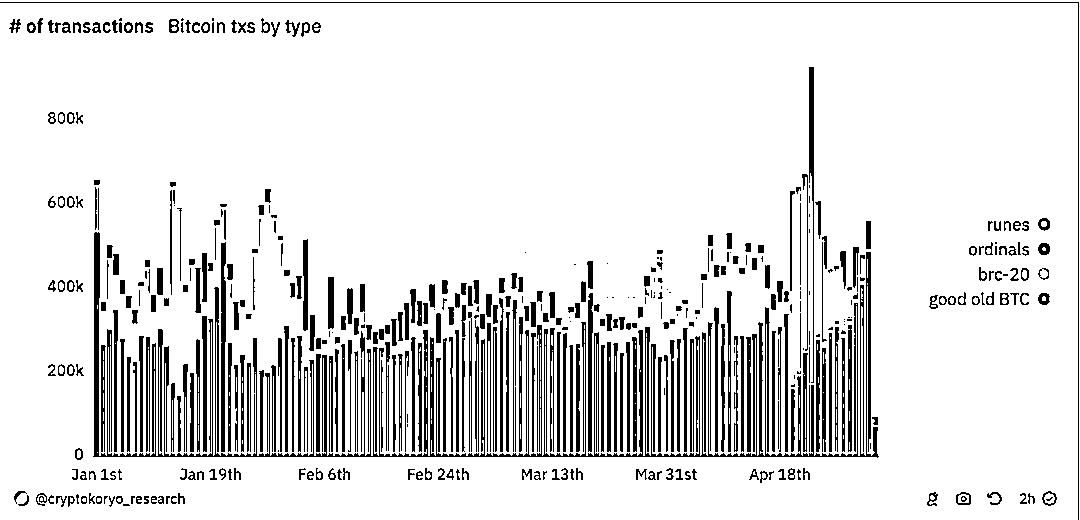 # of transactions Bitcoin txs by type
800k
600k
400k
200k
0
Jan 1st Jan 19th Feb 6th Feb 24th Mar 13th Mar 31st Apr 18th
runes
ordinals
brc-20
good old BTC
@cryptokoryo_research
2h